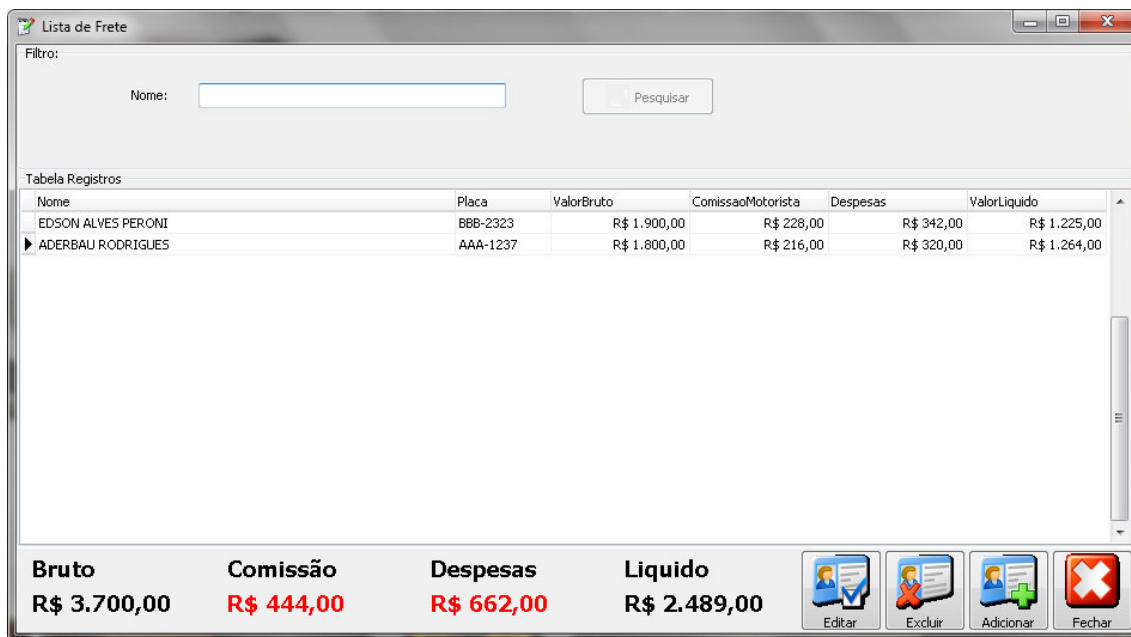 Lista de Frete
Filtro:
Nome:
Pesquisar
Tabela Registros
Nome Placa ValorBruto ComissaoMotorista Despesas ValorLiquido
EDSON ALVES PERONI BBB-2323 R$ 1.900,00 R$ 228,00 R$ 342,00 R$ 1.225,00
ADERBAU RODRIGUES AAA-1237 R$ 1.800,00 R$ 216,00 R$ 320,00 R$ 1.264,00
Bruto Comissão Despesas Liquido
R$ 3.700,00 R$ 444,00 R$ 662,00 R$ 2.489,00
Editar Excluir Adicionar Fechar